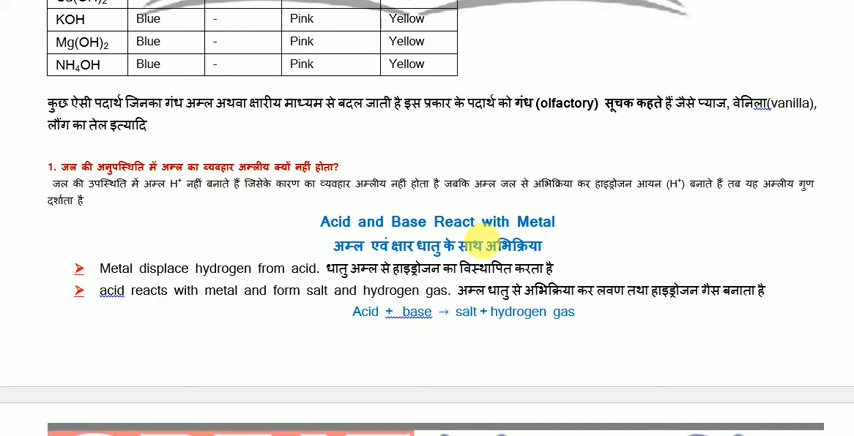 KOH Blue - Pink Yellow
Mg(OH)₂ Blue - Pink Yellow
NH₄OH Blue - Pink Yellow
कुछ ऐसी पदार्थ जिनका गंध अम्ल अथवा क्षारीय माध्यम से बदल जाती है इस प्रकार के पदार्थ को गंध (olfactory) सूचक कहते हैं जैसे प्याज, वेनिला(vanilla),
लौंग का तेल इत्यादि
1. जल की अनुपस्थिति में अम्ल का व्यवहार अम्लीय क्यों नहीं होता?
जल की उपस्थिति में अम्ल H⁺ नहीं बनाते हैं जिसके कारण का व्यवहार अम्लीय नहीं होता है जबकि अम्ल जल से अभिक्रिया कर हाइड्रोजन आयन (H⁺) बनाते हैं तब यह अम्लीय गुण
दर्शाता है
Acid and Base React with Metal
अम्ल एवं क्षार धातु के साथ अभिक्रिया
➢ Metal displace hydrogen from acid. धातु अम्ल से हाइड्रोजन का विस्थापित करता है
➢ acid reacts with metal and form salt and hydrogen gas. अम्ल धातु से अभिक्रिया कर लवण तथा हाइड्रोजन गैस बनाता है
Acid + base → salt + hydrogen gas